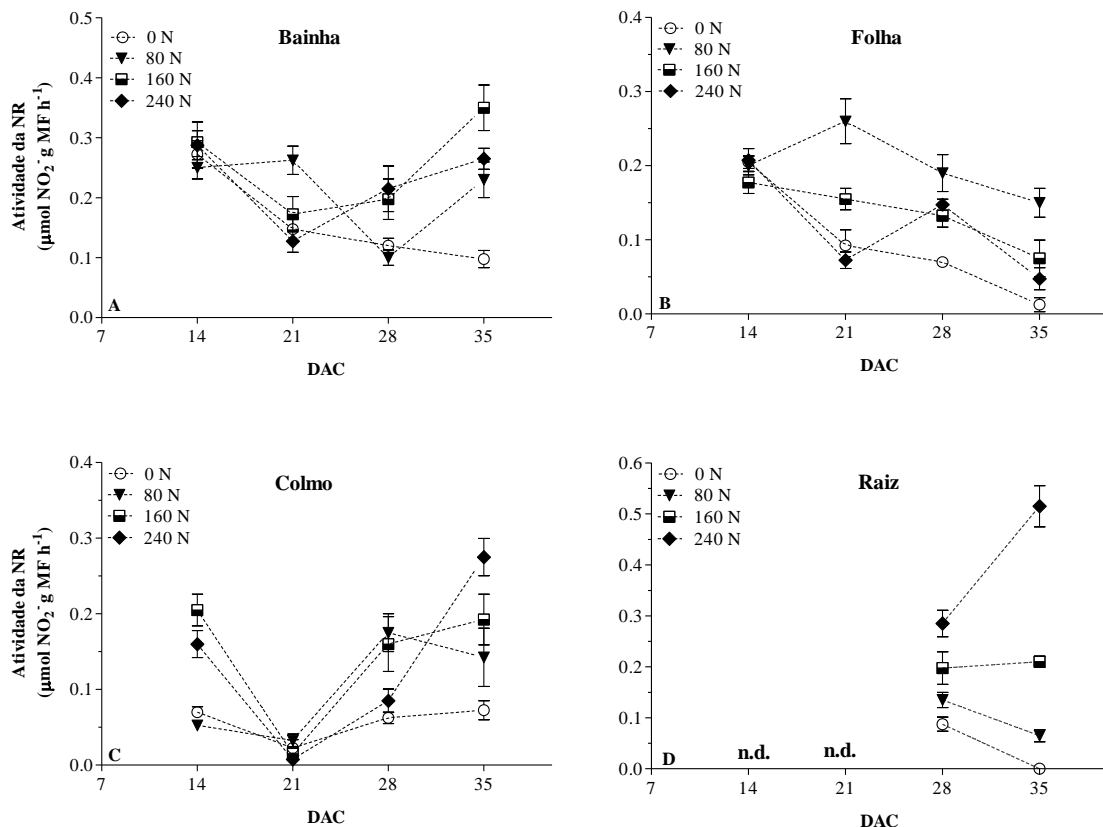 Bainha
0 N
80 N
160 N
240 N
0.5
0.4
0.3
0.2
0.1
0.0
Atividade da NR
(μmol NO₂⁻ g MF h⁻¹)
A
7 14 21 28 35
DAC
Folha
0 N
80 N
160 N
240 N
0.4
0.3
0.2
0.1
0.0
B
7 14 21 28 35
DAC
Colmo
0 N
80 N
160 N
240 N
0.4
0.3
0.2
0.1
0.0
Atividade da NR
(μmol NO₂⁻ g MF h⁻¹)
C
7 14 21 28 35
DAC
Raiz
0 N
80 N
160 N
240 N
0.6
0.5
0.4
0.3
0.2
0.1
0.0
n.d. n.d.
D
7 14 21 28 35
DAC